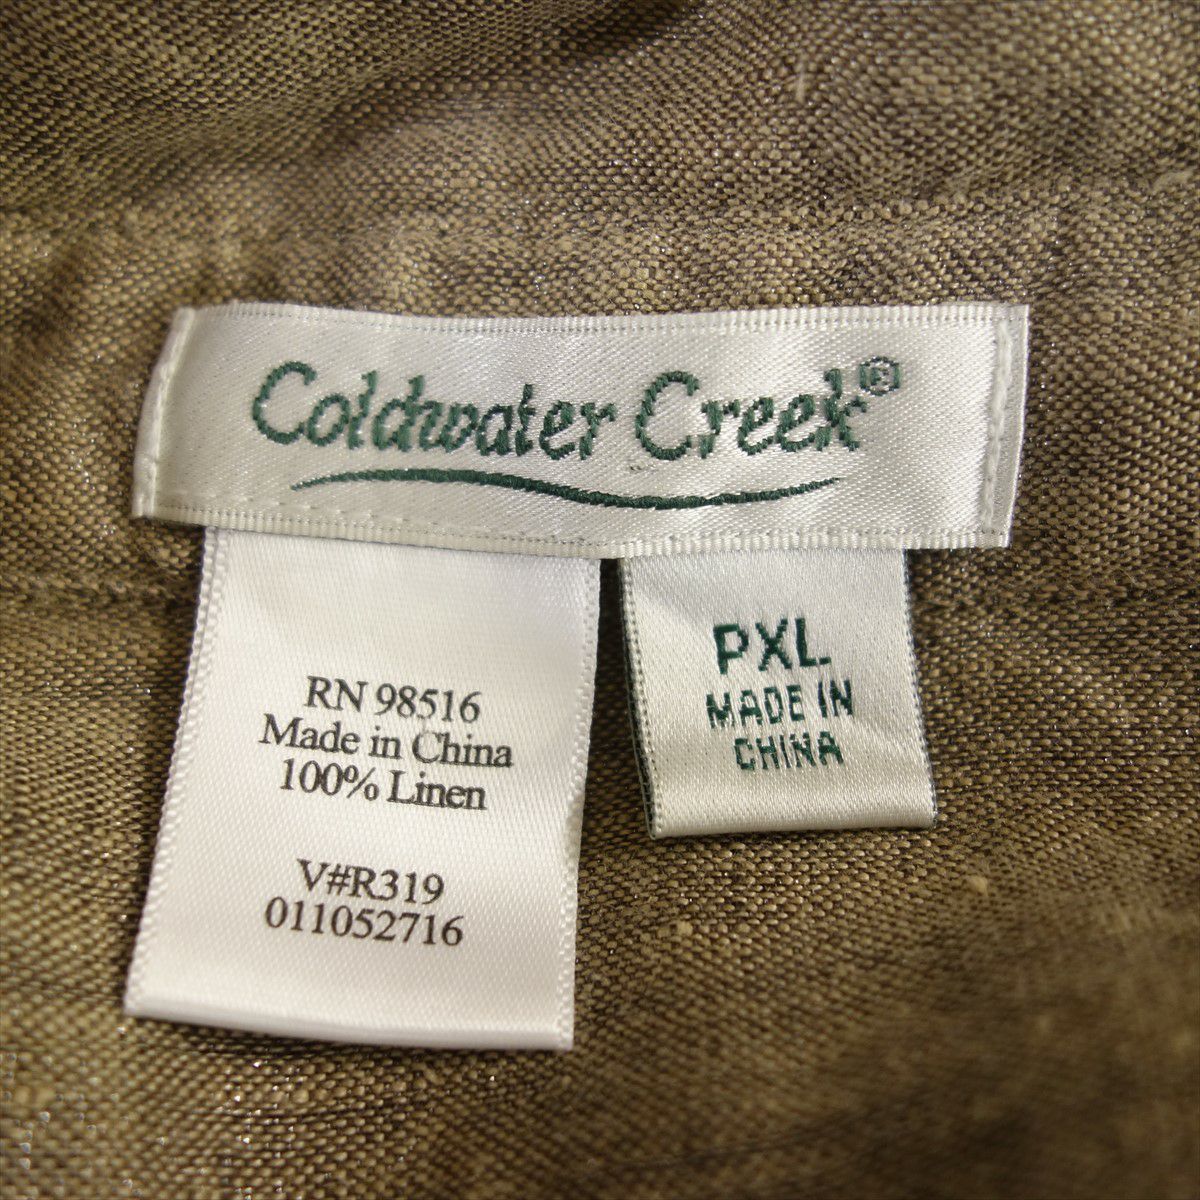 Coldwater Creek®
RN 98516
Made in China
100% Linen
V#R319
011052716
PXL
MADE IN
CHINA